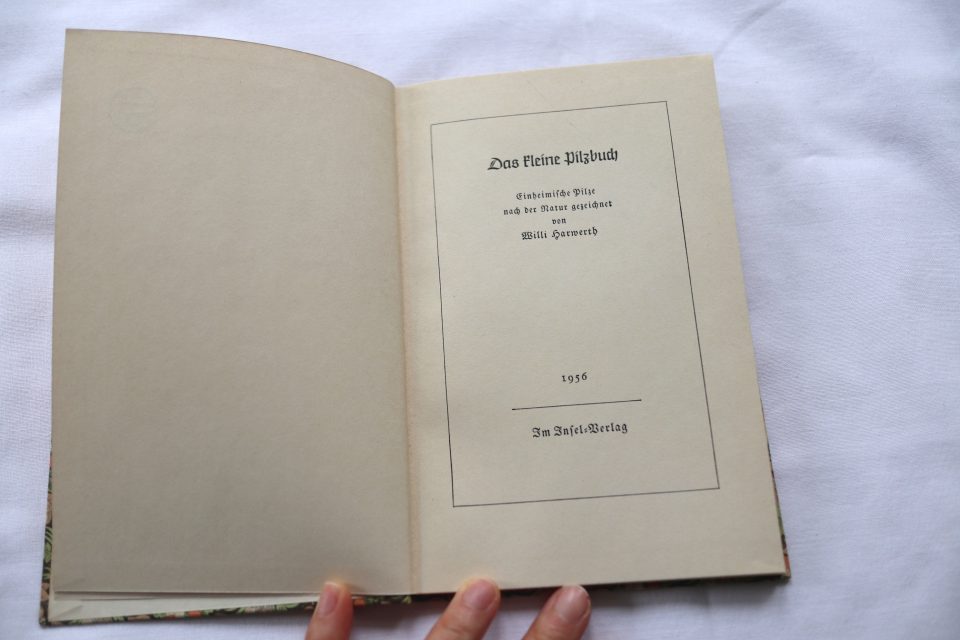 Das kleine Pilzbuch
Einheimische Pilze
nach der Natur gezeichnet
von
Willi Harwerth
1956
Im Insel-Verlag